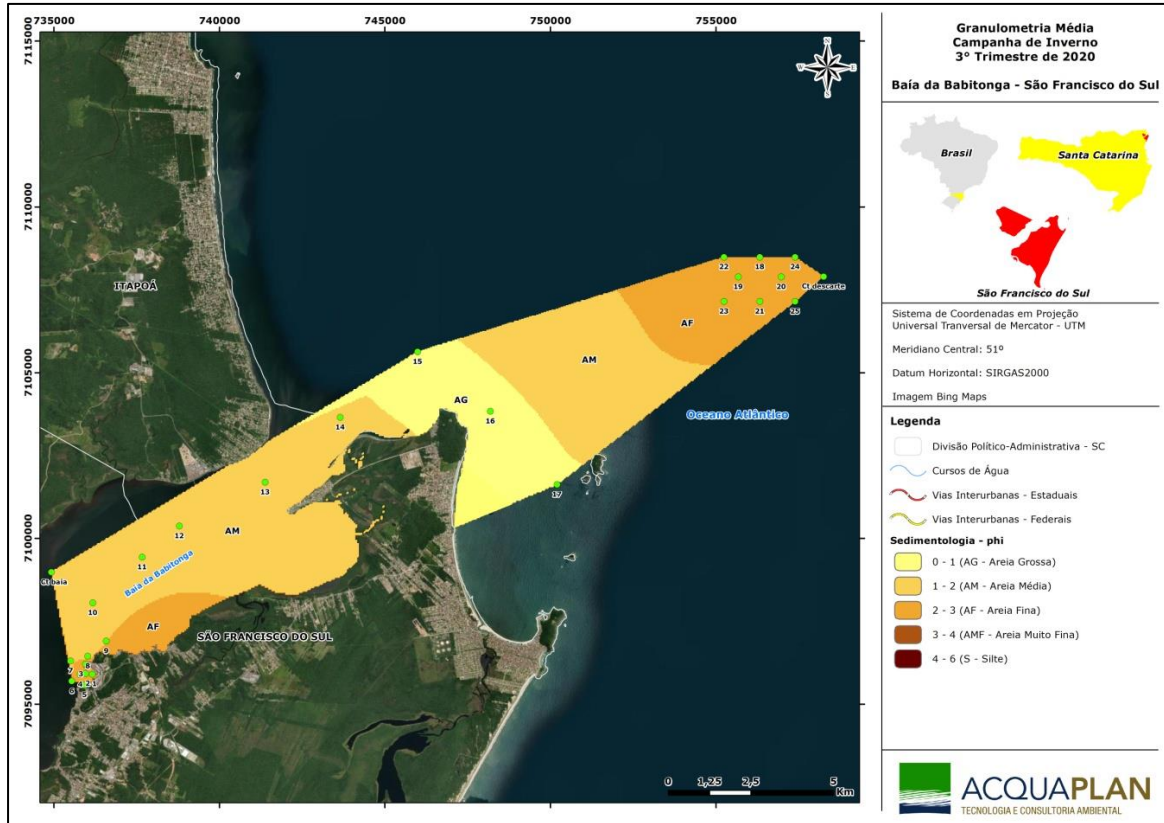 735000
740000
745000
750000
755000
7115000
7110000
7105000
7100000
7095000
N
W
E
S
ITAPOÁ
22
18
24
19
20
Ct descarte
23
21
25
AF
15
AM
AG
16
14
Oceano Atlântico
13
17
AM
12
11
Baía da Babitonga
Ct baia
10
AF
SÃO FRANCISCO DO SUL
9
8
7
3
6
4
2
1
5
0
1,25
2,5
5
Km
Granulometria Média
Campanha de Inverno
3° Trimestre de 2020
Baía da Babitonga - São Francisco do Sul
Brasil
Santa Catarina
São Francisco do Sul
Sistema de Coordenadas em Projeção
Universal Tranversal de Mercator - UTM
Meridiano Central: 51º
Datum Horizontal: SIRGAS2000
Imagem Bing Maps
Legenda
Divisão Político-Administrativa - SC
Cursos de Água
Vias Interurbanas - Estaduais
Vias Interurbanas - Federais
Sedimentologia - phi
0 - 1 (AG - Areia Grossa)
1 - 2 (AM - Areia Média)
2 - 3 (AF - Areia Fina)
3 - 4 (AMF - Areia Muito Fina)
4 - 6 (S - Silte)
ACQUAPLAN
TECNOLOGIA E CONSULTORIA AMBIENTAL